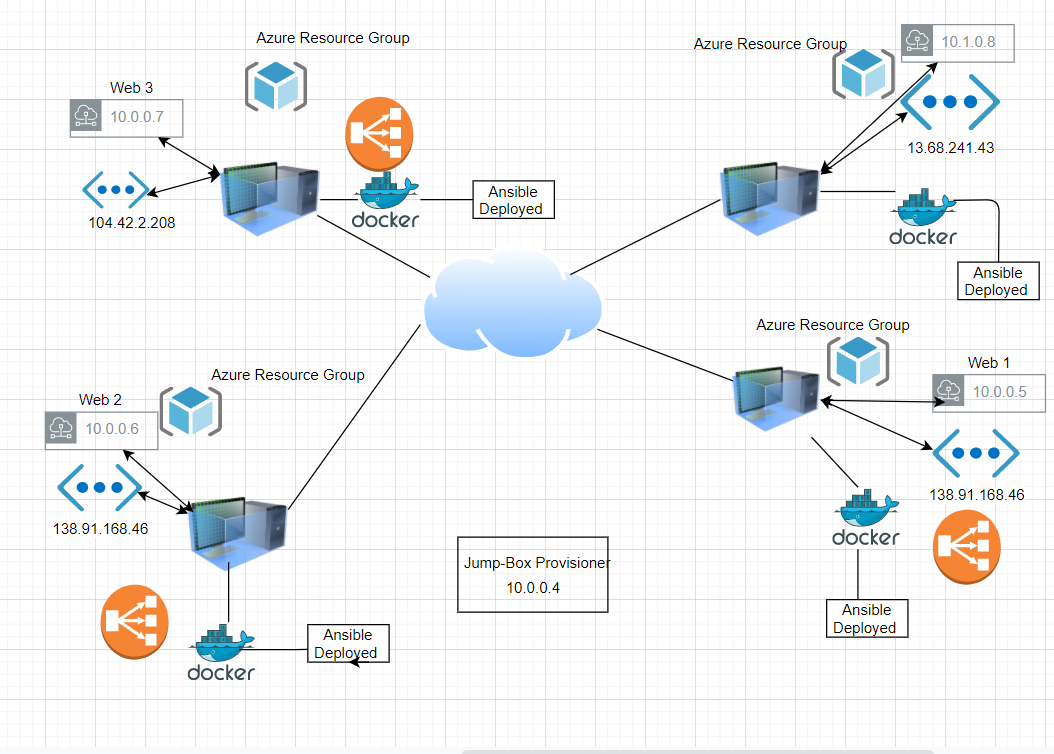 Azure Resource Group
Web 3
10.0.0.7
104.42.2.208
docker
Ansible
Deployed
Azure Resource Group
10.1.0.8
13.68.241.43
docker
Ansible
Deployed
Azure Resource Group
Web 2
10.0.0.6
138.91.168.46
docker
Ansible
Deployed
Jump-Box Provisioner
10.0.0.4
Azure Resource Group
Web 1
10.0.0.5
138.91.168.46
docker
Ansible
Deployed